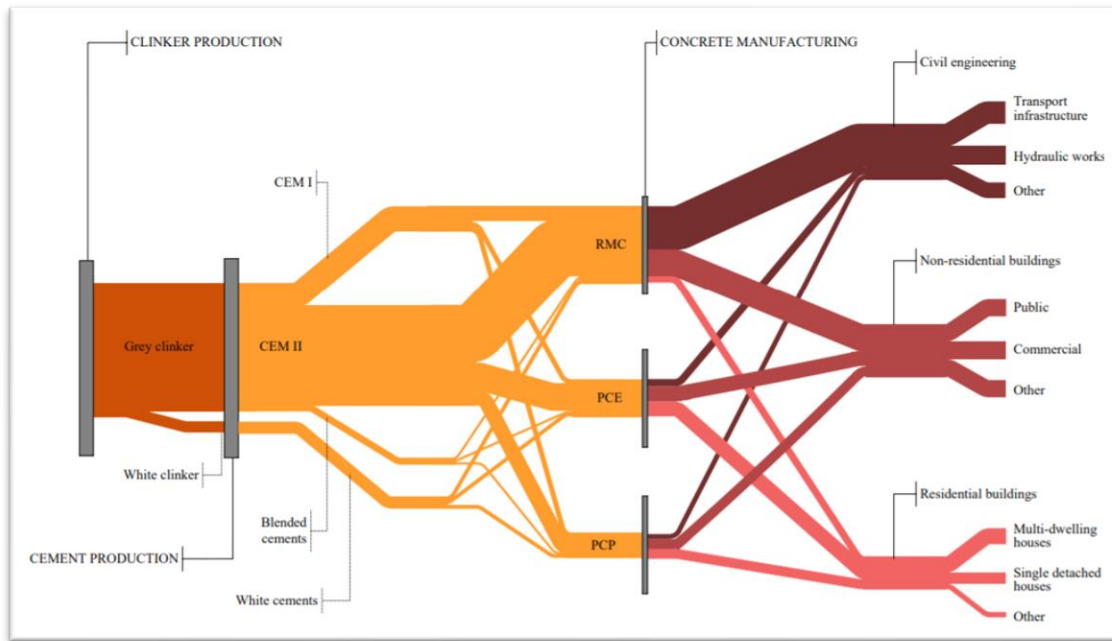 CLINKER PRODUCTION
CONCRETE MANUFACTURING
Civil engineering
Transport
infrastructure
Hydraulic works
Other
CEM I
RMC
Non-residential buildings
Public
Commercial
Other
Grey clinker
CEM II
PCE
White clinker
Residential buildings
Blended
cements
Multi-dwelling
houses
PCP
CEMENT PRODUCTION
Single detached
houses
White cements
Other